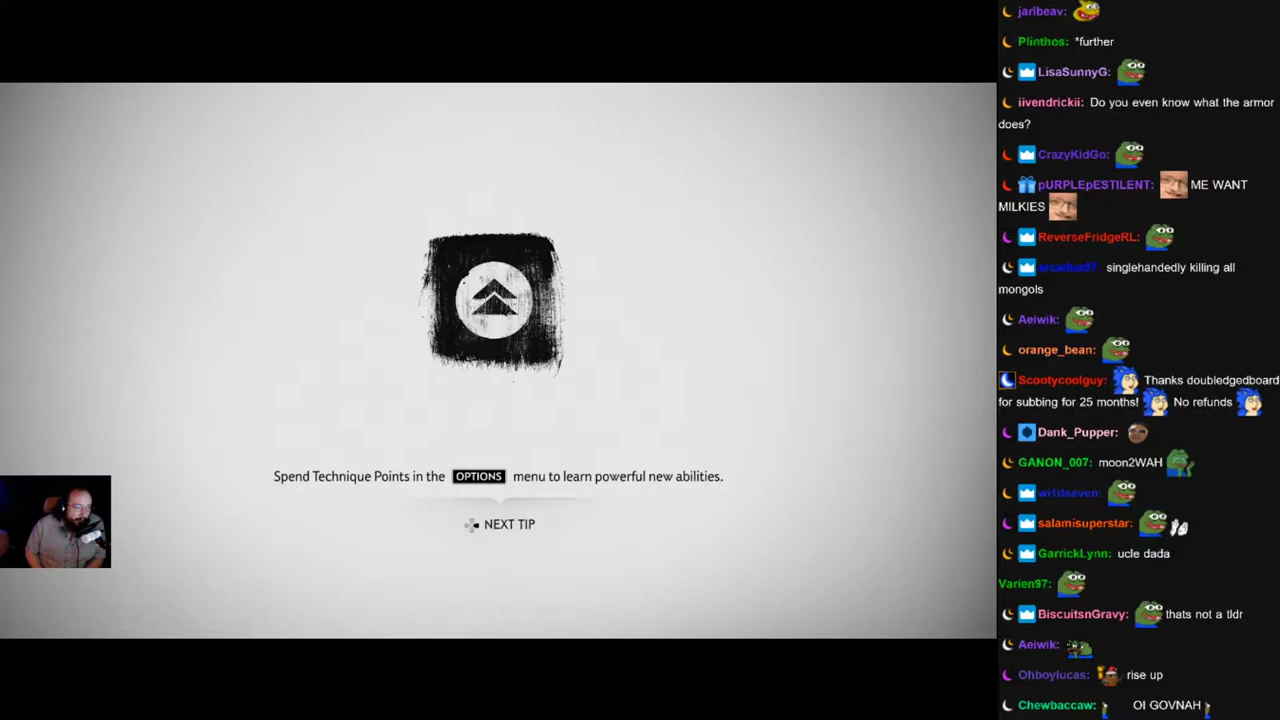 Spend Technique Points in the OPTIONS menu to learn powerful new abilities.
NEXT TIP
jarlbeav:
Plinthos: *further
LisaSunnyG:
iivendrickii: Do you even know what the armor
does?
CrazyKidGo:
pURPLEpESTILENT: ME WANT
MILKIES
ReverseFridgeRL:
arcadus97: singlehandedly killing all
mongols
Aeiwik:
orange_bean:
Scootycoolguy: Thanks doubledgedboard
for subbing for 25 months! No refunds
Dank_Pupper:
GANON_007: moon2WAH
wi1dseven:
salamisuperstar:
GarrickLynn: ucle dada
Varien97:
BiscuitsnGravy: thats not a tldr
Aeiwik:
Ohboylucas: rise up
Chewbaccaw: OI GOVNAH